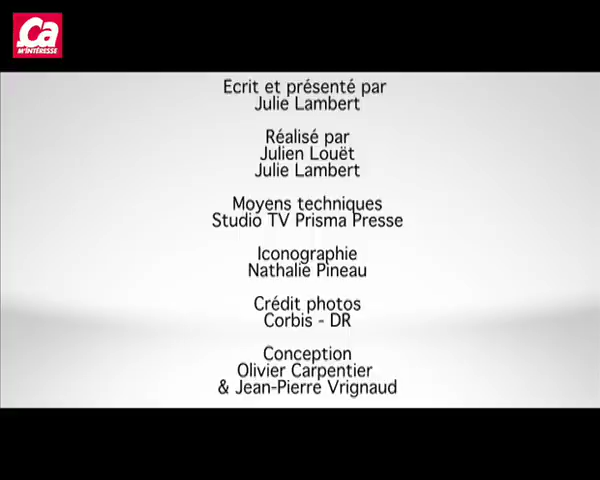 Ça
M'INTÉRESSE
Ecrit et présenté par
Julie Lambert
Réalisé par
Julien Louët
Julie Lambert
Moyens techniques
Studio TV Prisma Presse
Iconographie
Nathalie Pineau
Crédit photos
Corbis - DR
Conception
Olivier Carpentier
& Jean-Pierre Vrignaud